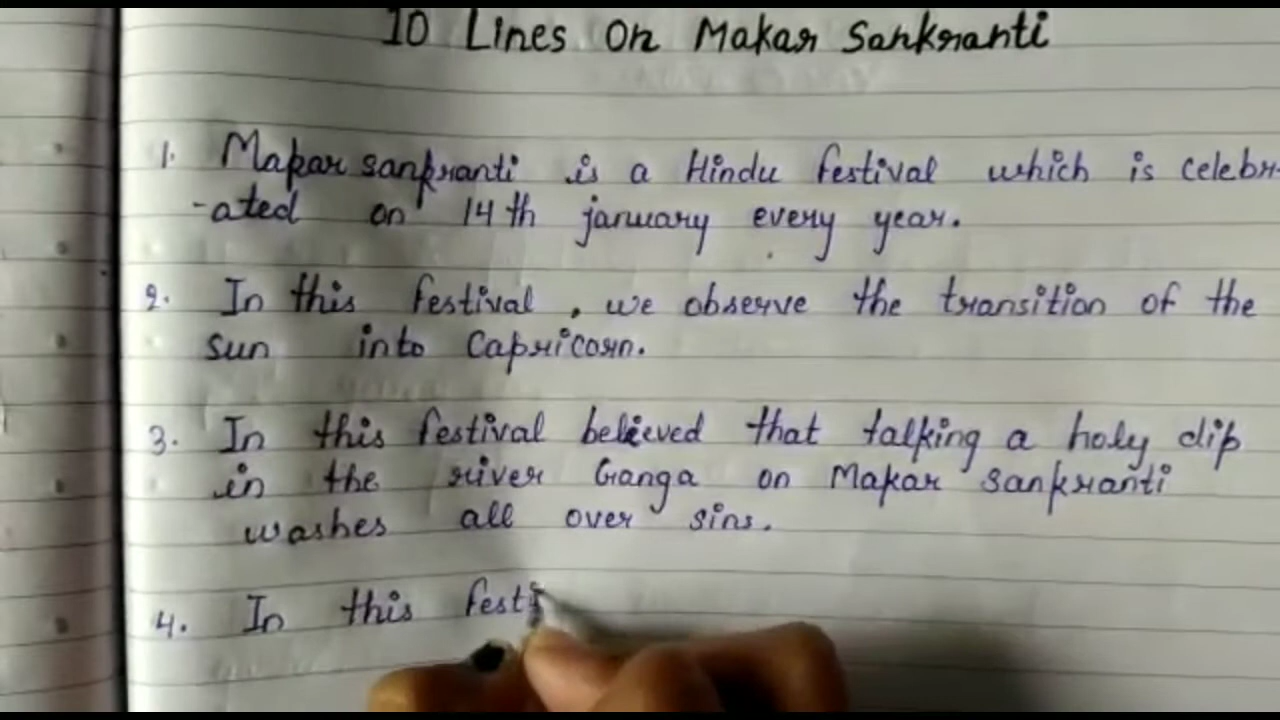 10 Lines On Makar Sankranti
1. Makar sankranti is a Hindu festival which is celebr-
-ated on 14th january every year.
2. In this festival, we observe the transition of the
sun into Capricorn.
3. In this festival believed that talking a holy dip
in the river Ganga on Makar sankranti
washes all over sins.
4. In this festi